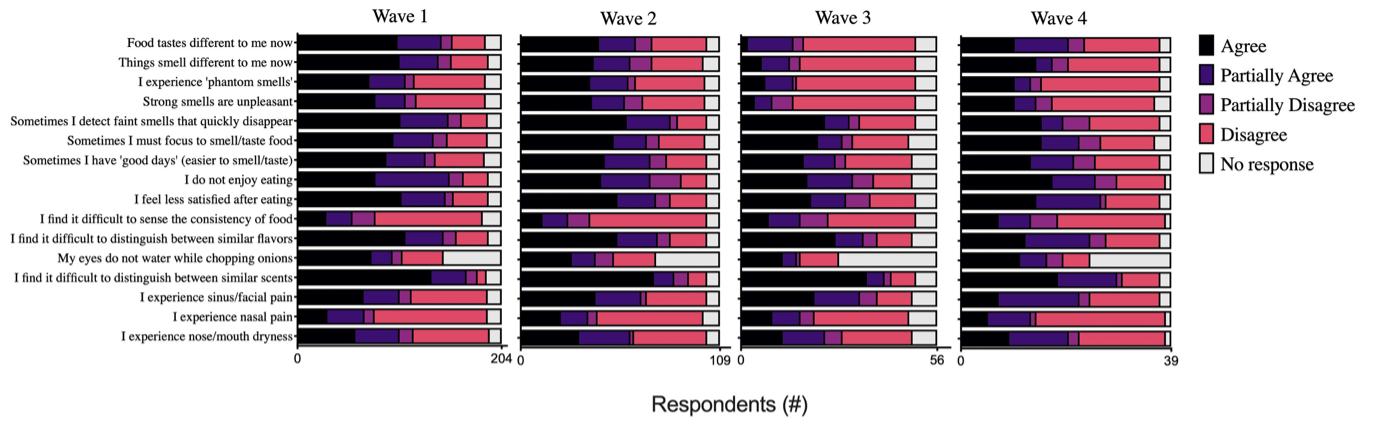 Wave 1
Wave 2
Wave 3
Wave 4
Food tastes different to me now
Things smell different to me now
I experience 'phantom smells'
Strong smells are unpleasant
Sometimes I detect faint smells that quickly disappear
Sometimes I must focus to smell/taste food
Sometimes I have 'good days' (easier to smell/taste)
I do not enjoy eating
I feel less satisfied after eating
I find it difficult to sense the consistency of food
I find it difficult to distinguish between similar flavors
My eyes do not water while chopping onions
I find it difficult to distinguish between similar scents
I experience sinus/facial pain
I experience nasal pain
I experience nose/mouth dryness
0 204
0 109
0 56
0 39
Respondents (#)
Agree
Partially Agree
Partially Disagree
Disagree
No response